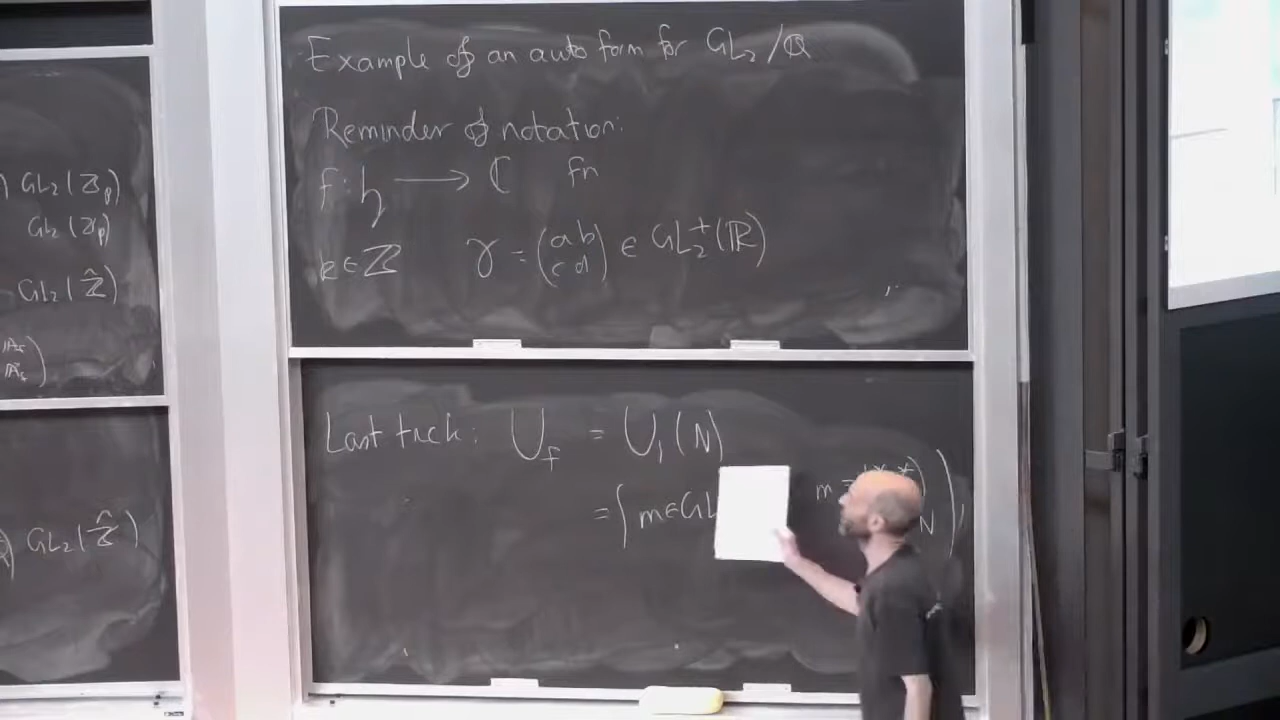 ) GL₂(ℤₚ)
GL₂(ℤₚ)
GL₂(ẑ)
𝔸
𝔸
) GL₂(ẑ)
Example of an auto form for GL₂/ℚ
Reminder of notation:
f: h ⟶ ℂ fn
k∈ℤ γ = (a b c d) ∈ GL₂⁺(ℝ)
Last tick: U_f = U₁(N)
= { m∈GL m = (* * N ) }